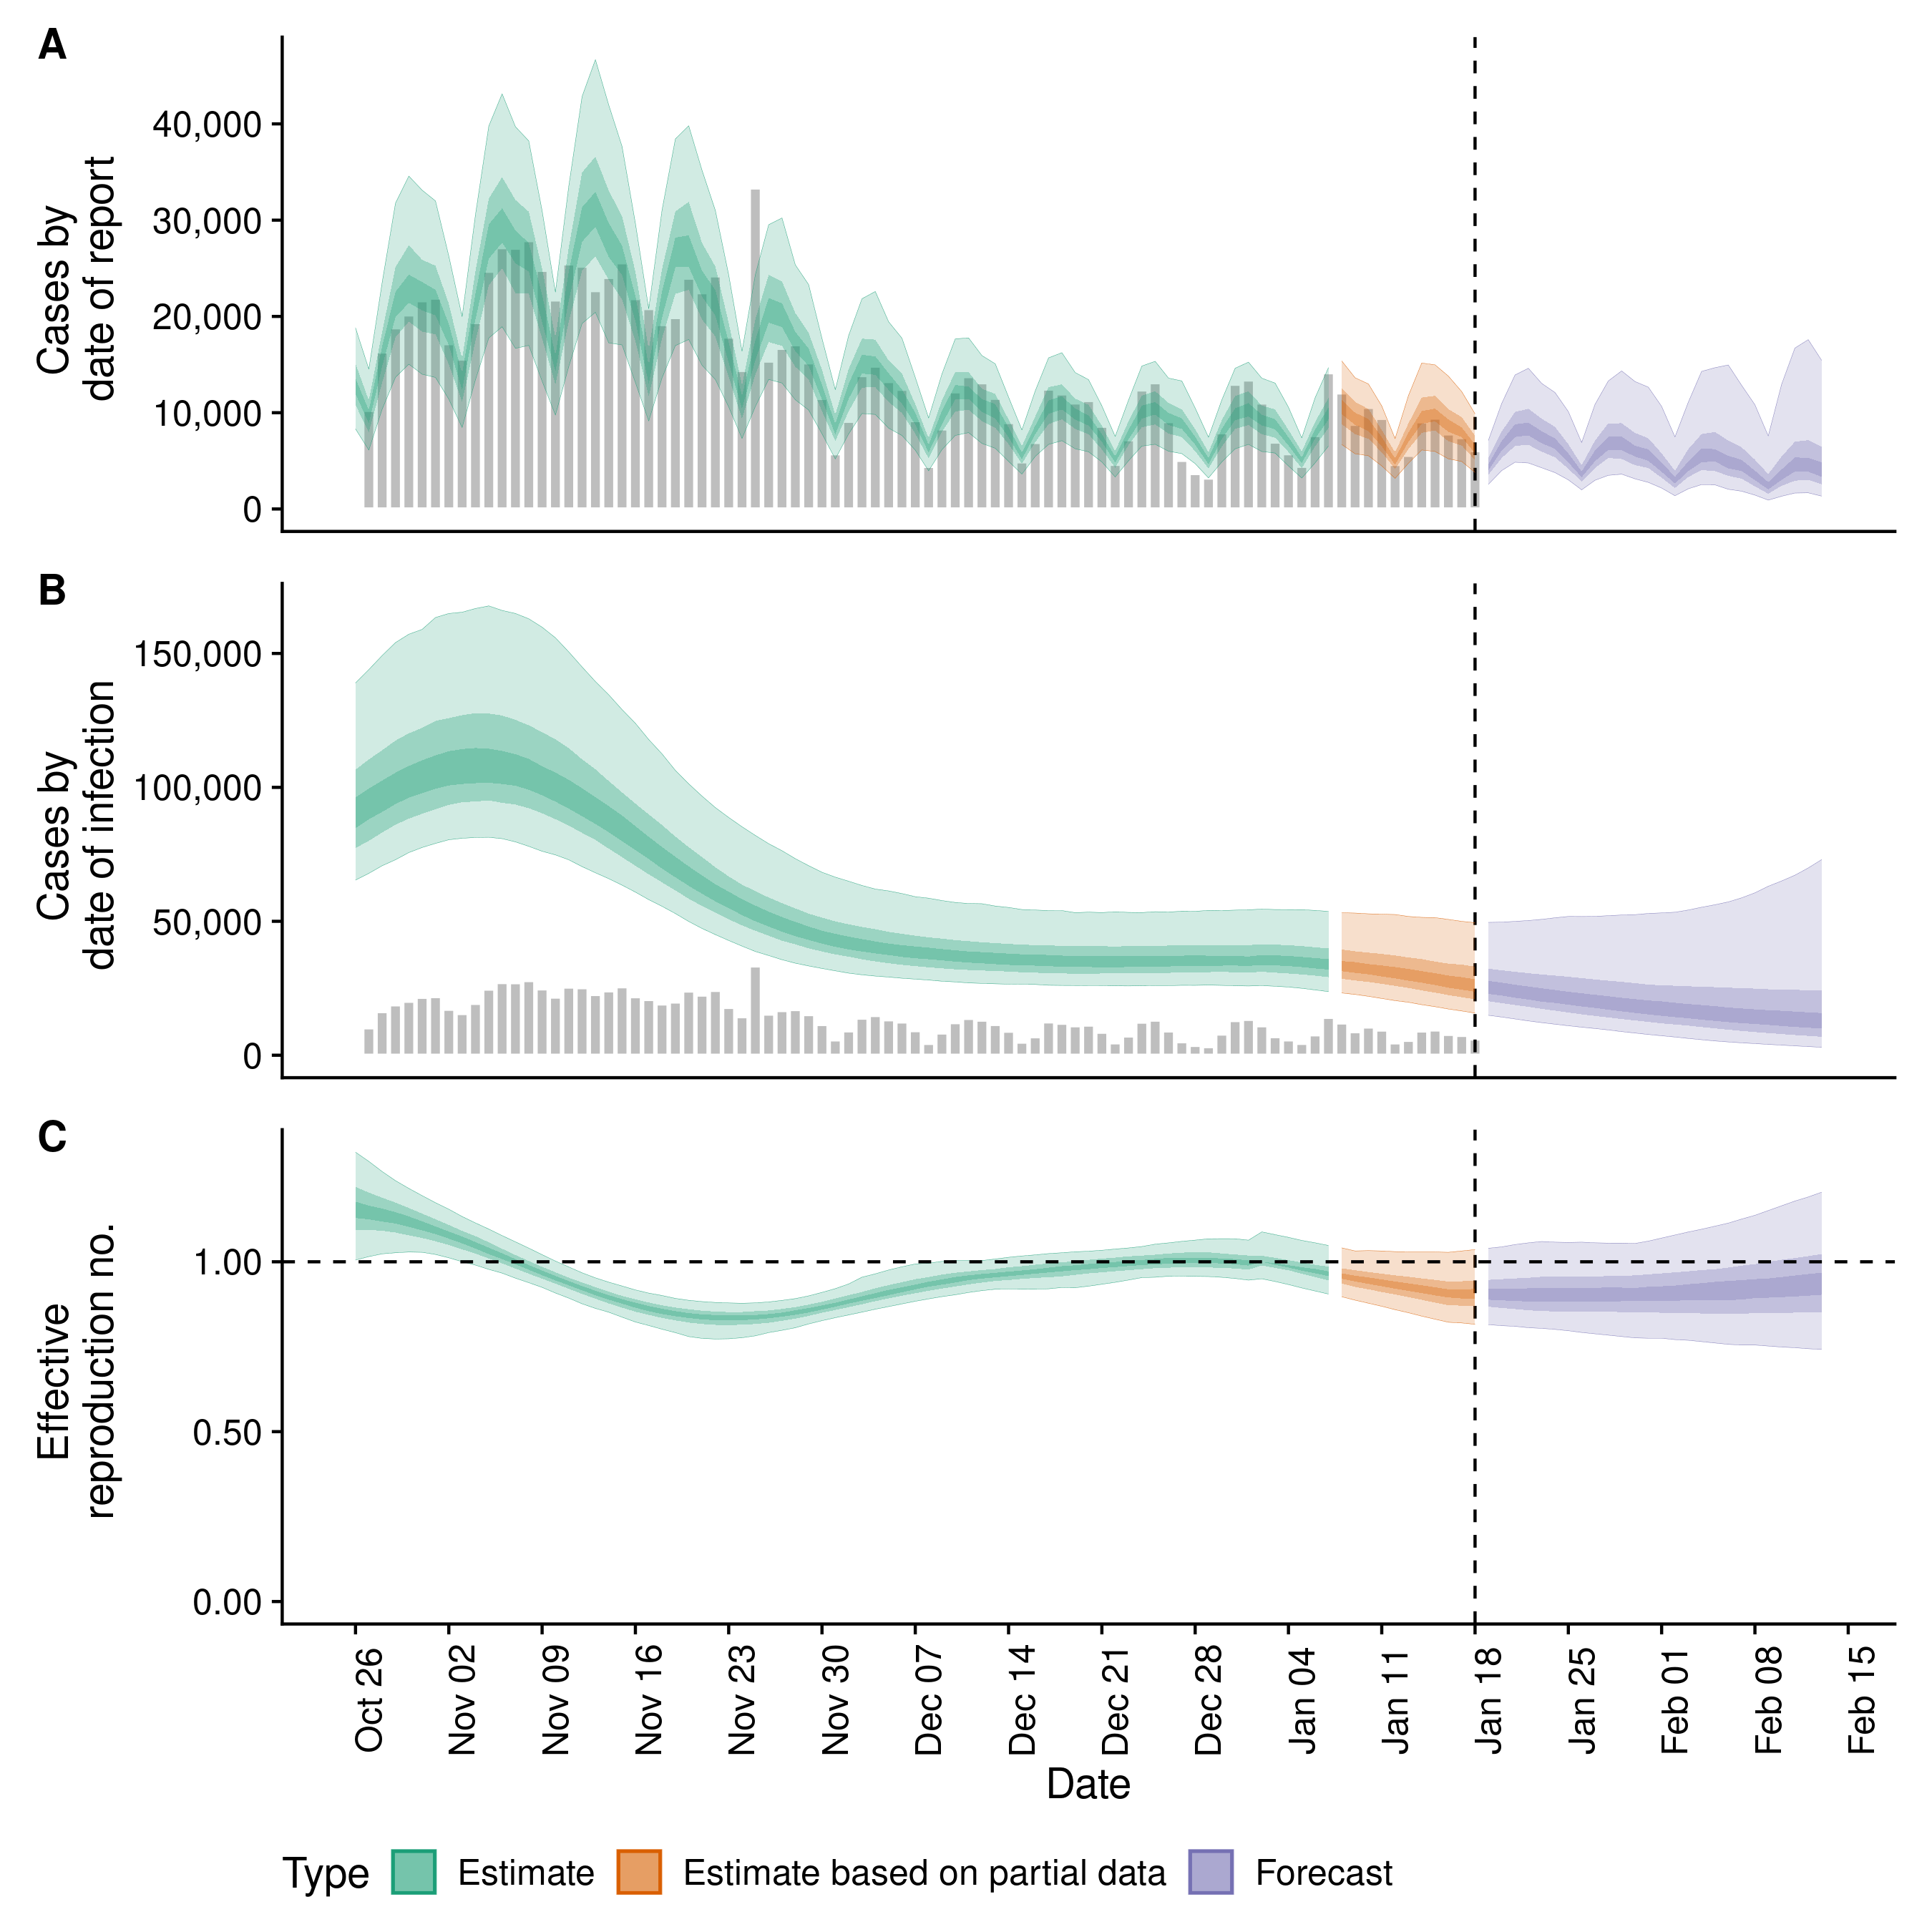 A
Cases by
date of report
40,000
30,000
20,000
10,000
0
B
Cases by
date of infection
150,000
100,000
50,000
0
C
Effective
reproduction no.
1.00
0.50
0.00
Oct 26
Nov 02
Nov 09
Nov 16
Nov 23
Nov 30
Dec 07
Dec 14
Dec 21
Dec 28
Jan 04
Jan 11
Jan 18
Jan 25
Feb 01
Feb 08
Feb 15
Date
Type Estimate Estimate based on partial data Forecast